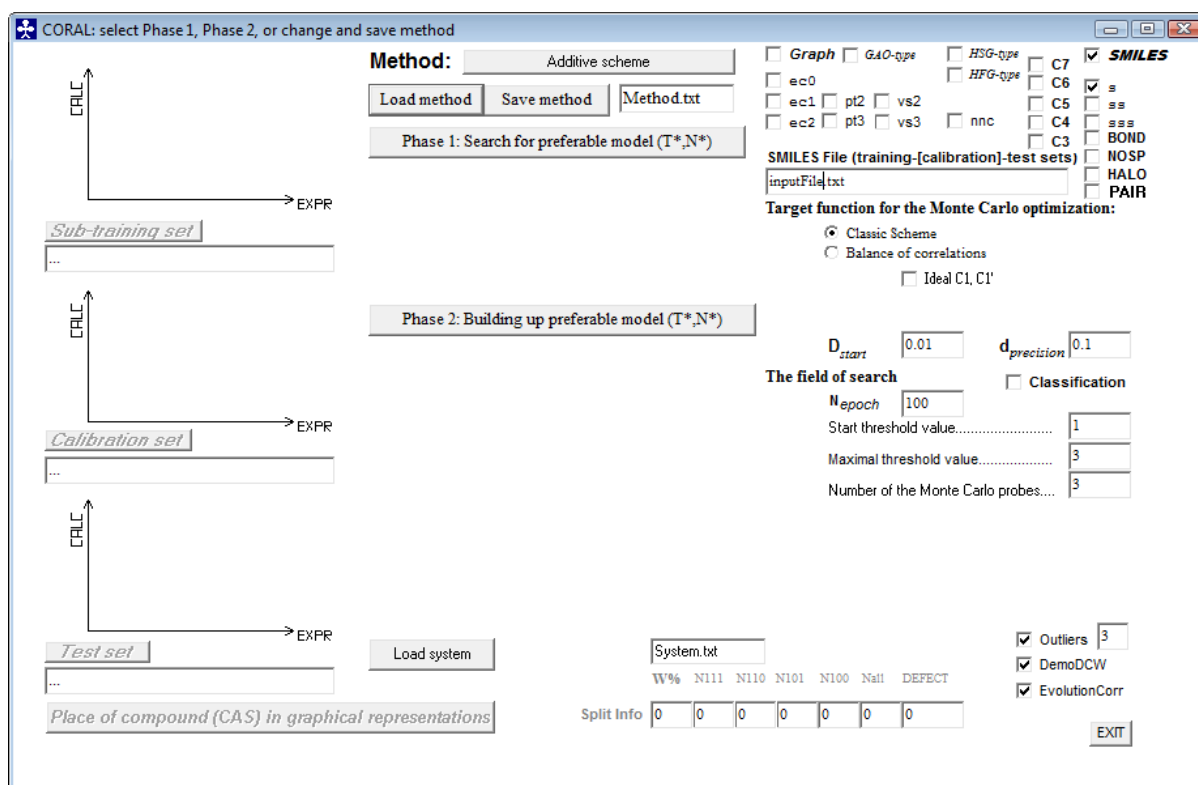 CORAL: select Phase 1, Phase 2, or change and save method
CALC
EXPR
Sub-training set
...
CALC
EXPR
Calibration set
...
CALC
EXPR
Test set
...
Place of compound (CAS) in graphical representations
Method: Additive scheme
Load method Save method Method.txt
Phase 1: Search for preferable model (T*,N*)
Phase 2: Building up preferable model (T*,N*)
Load system
System.txt
W% N111 N110 N101 N100 Nall DEFECT
Split Info 0 0 0 0 0 0 0
Graph GAO-type HSG-type C7 SMILES
HFG-type
ec0 C6 s
ec1 pt2 vs2 C5 ss
ec2 pt3 vs3 nnc C4 sss
C3 BOND
SMILES File (training-[calibration]-test sets) NOSP
inputFile.txt HALO
PAIR
Target function for the Monte Carlo optimization:
Classic Scheme
Balance of correlations
Ideal C1, C1'
Dstart 0.01 dprecision 0.1
The field of search Classification
Nepoch 100
Start threshold value......................... 1
Maximal threshold value................... 3
Number of the Monte Carlo probes.... 3
Outliers 3
DemoDCW
EvolutionCorr
EXIT